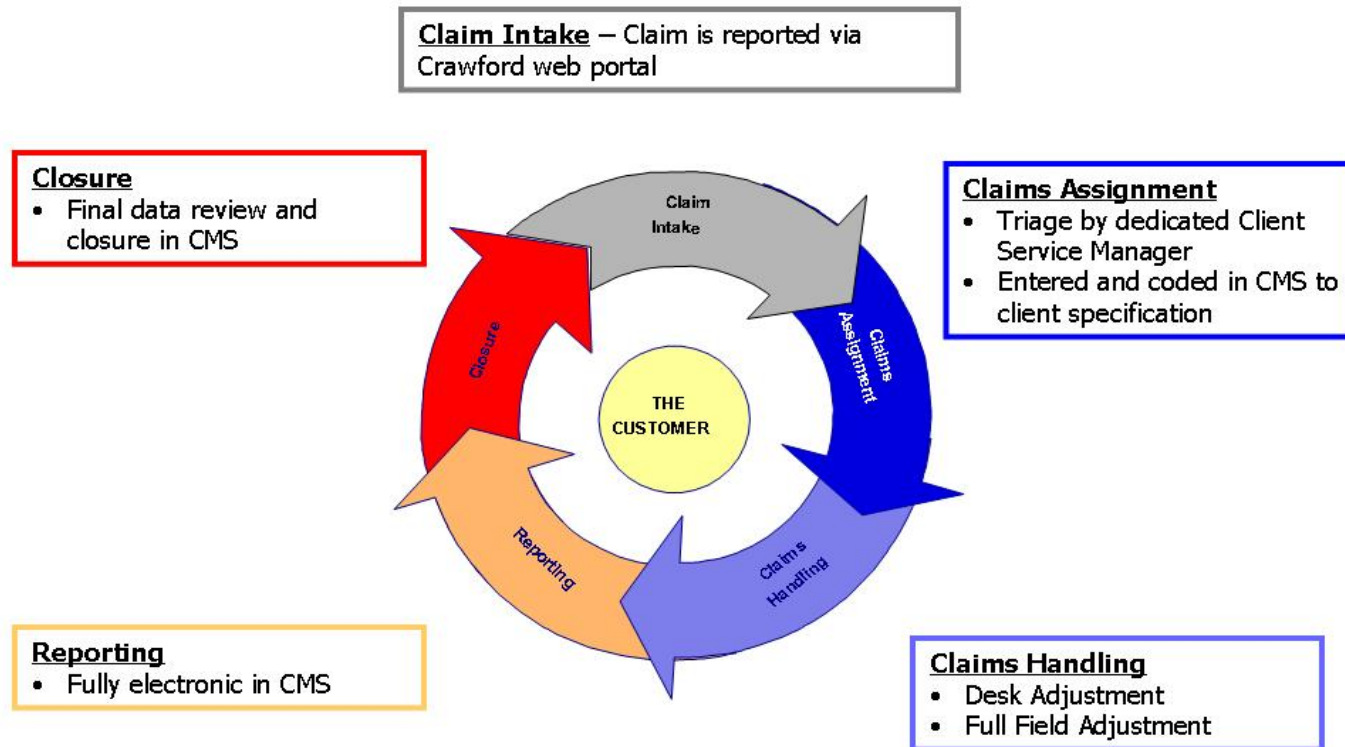 Claim Intake – Claim is reported via
Crawford web portal
Closure
• Final data review and
closure in CMS
Claims Assignment
• Triage by dedicated Client
Service Manager
• Entered and coded in CMS to
client specification
Claim
Intake
Claims
Assignment
Closure
THE
CUSTOMER
Reporting
Claims
Handling
Reporting
• Fully electronic in CMS
Claims Handling
• Desk Adjustment
• Full Field Adjustment